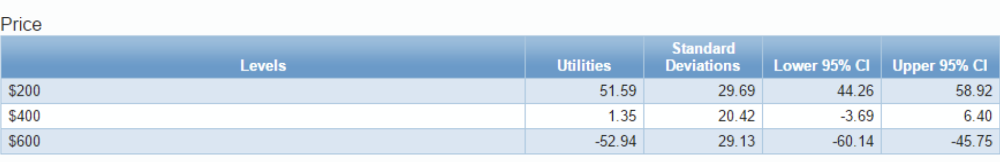 Price
Levels Utilities Standard Deviations Lower 95% CI Upper 95% CI
$200 51.59 29.69 44.26 58.92
$400 1.35 20.42 -3.69 6.40
$600 -52.94 29.13 -60.14 -45.75